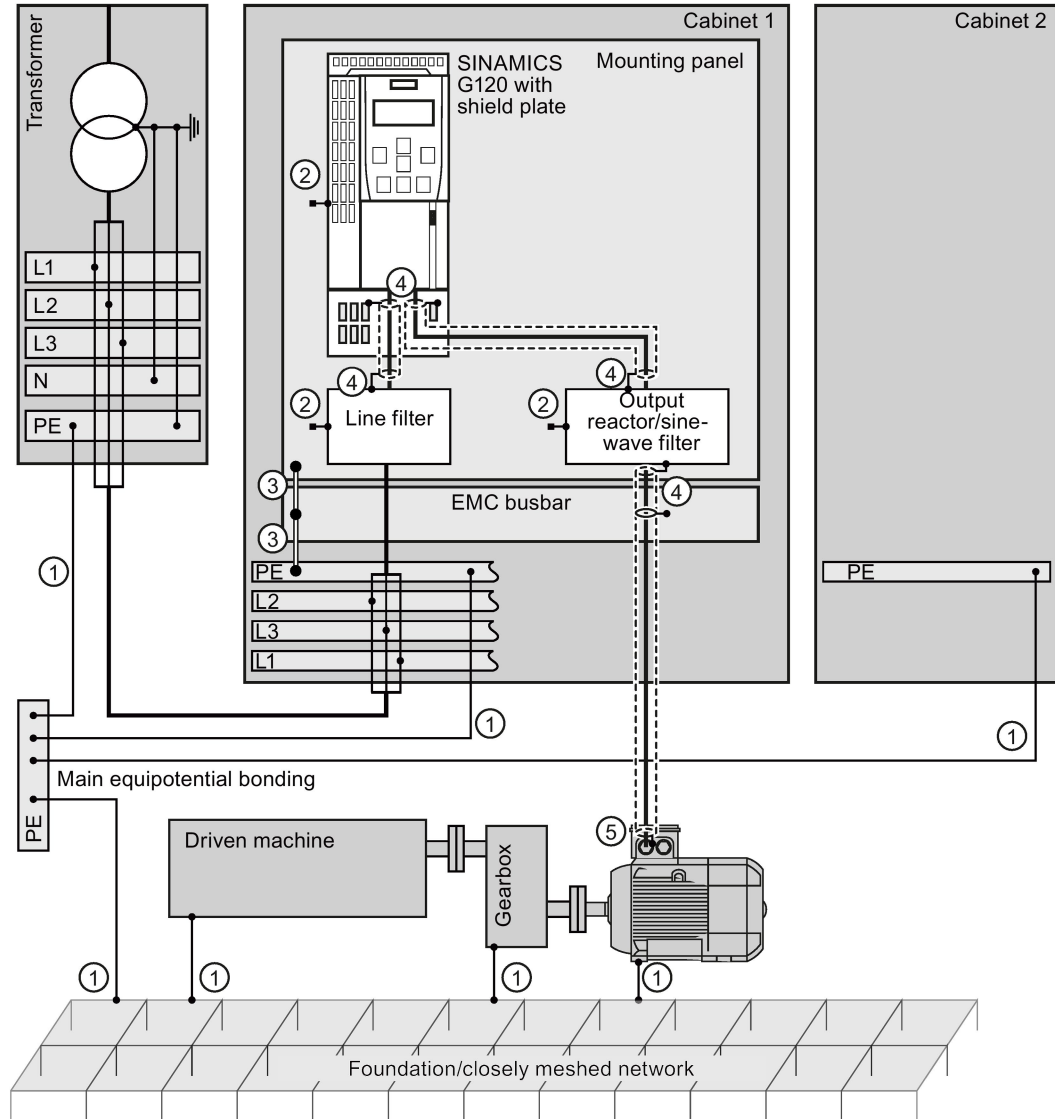 Transformer
Cabinet 1
Cabinet 2
SINAMICS
G120 with
shield plate
Mounting panel
2
4
L1
L2
L3
N
PE
4
2
Line filter
4
2
Output
reactor/sine-
wave filter
3
EMC busbar
4
3
1
PE
L2
L3
L1
PE
1
1
Main equipotential bonding
PE
Driven machine
Gearbox
5
1
1
1
1
Foundation/closely meshed network